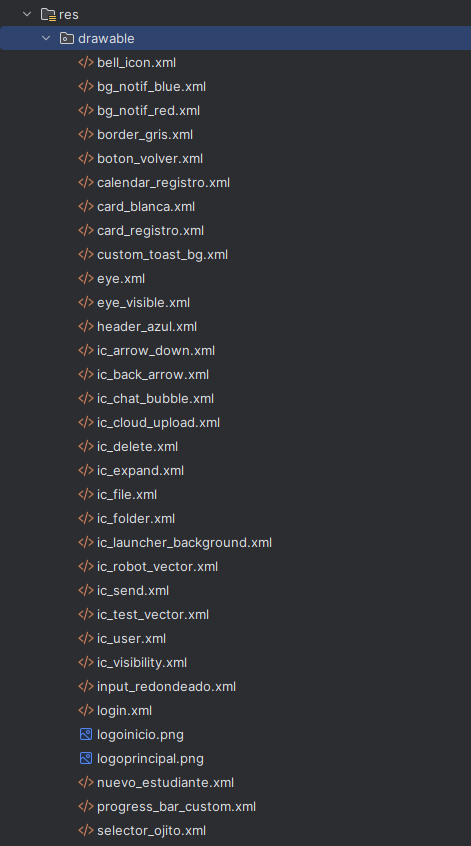 res
drawable
bell_icon.xml
bg_notif_blue.xml
bg_notif_red.xml
border_gris.xml
boton_volver.xml
calendar_registro.xml
card_blanca.xml
card_registro.xml
custom_toast_bg.xml
eye.xml
eye_visible.xml
header_azul.xml
ic_arrow_down.xml
ic_back_arrow.xml
ic_chat_bubble.xml
ic_cloud_upload.xml
ic_delete.xml
ic_expand.xml
ic_file.xml
ic_folder.xml
ic_launcher_background.xml
ic_robot_vector.xml
ic_send.xml
ic_test_vector.xml
ic_user.xml
ic_visibility.xml
input_redondeado.xml
login.xml
logoinicio.png
logoprincipal.png
nuevo_estudiante.xml
progress_bar_custom.xml
selector_ojito.xml